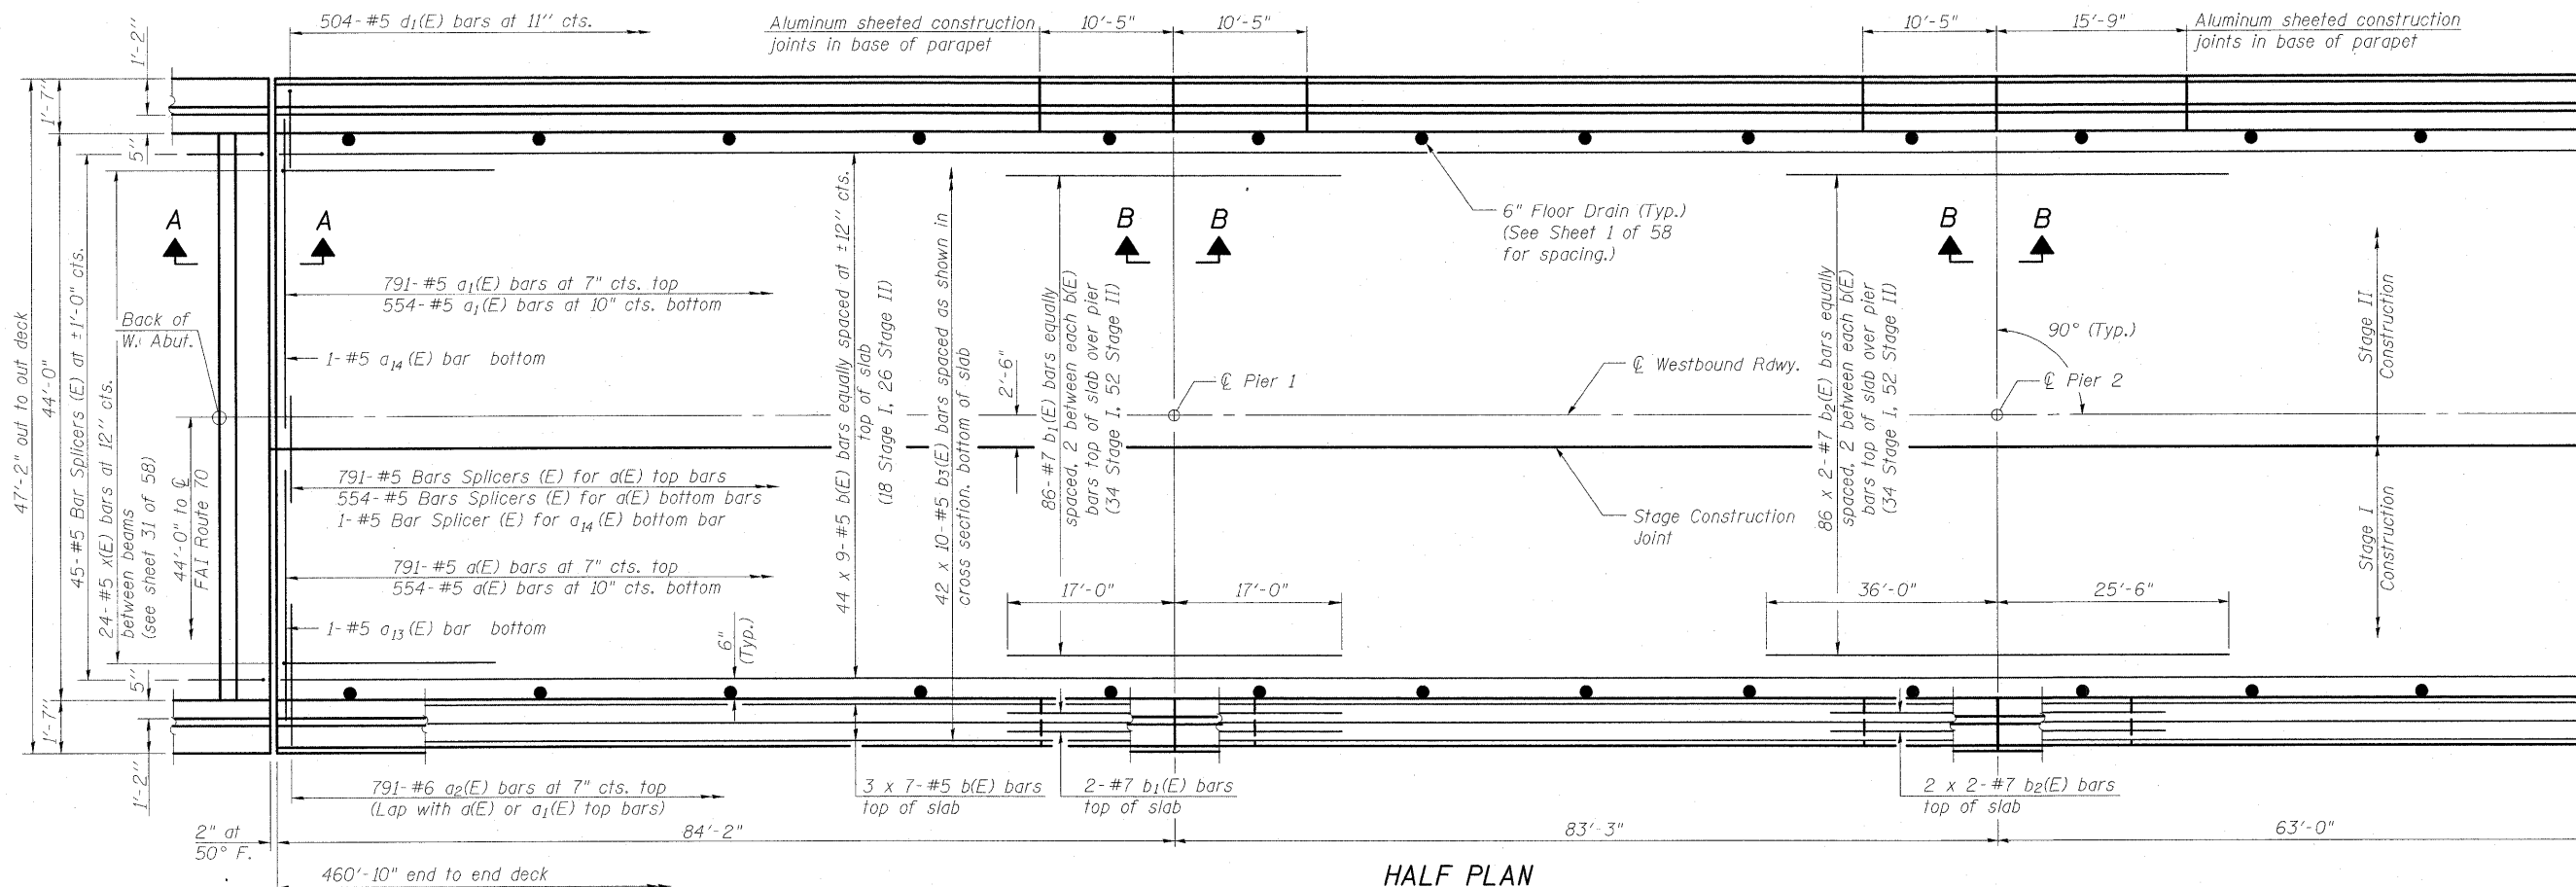 504-#5 d1(E) bars at 11" cts.
Aluminum sheeted construction
joints in base of parapet
10'-5"
10'-5"
10'-5"
15'-9"
Aluminum sheeted construction
joints in base of parapet
1'-2"
1'-7"
5"
47'-2" out to out deck
44'-0"
45-#5 Bar Splicers (E) at ±1'-0" cts.
24-#5 x(E) bars at 12" cts.
between beams
(see sheet 31 of 58)
44'-0" to ℄
FAI Route 70
Back of
W. Abut.
A
A
B
B
B
B
6" Floor Drain (Typ.)
(See Sheet 1 of 58
for spacing.)
791-#5 a1(E) bars at 7" cts. top
554-#5 a1(E) bars at 10" cts. bottom
1-#5 a14(E) bar bottom
44 x 9-#5 b(E) bars equally spaced at ±12" cts.
top of slab
(18 Stage I, 26 Stage II)
42 x 10-#5 b3(E) bars spaced as shown in
cross section. bottom of slab
2'-6"
86-#7 b1(E) bars equally
spaced, 2 between each b(E)
bars top of slab over pier
(34 Stage I, 52 Stage II)
℄ Pier 1
℄ Westbound Rdwy.
86 x 2-#7 b2(E) bars equally
spaced, 2 between each b(E)
bars top of slab over pier
(34 Stage I, 52 Stage II)
90° (Typ.)
℄ Pier 2
Stage II
Construction
Stage I
Construction
791-#5 Bars Splicers (E) for a(E) top bars
554-#5 Bars Splicers (E) for a(E) bottom bars
1-#5 Bar Splicer (E) for a14(E) bottom bar
Stage Construction
Joint
791-#5 a(E) bars at 7" cts. top
554-#5 a(E) bars at 10" cts. bottom
1-#5 a13(E) bar bottom
6"
(Typ.)
17'-0"
17'-0"
36'-0"
25'-6"
5"
1'-7"
1'-2"
791-#6 a2(E) bars at 7" cts. top
(Lap with a(E) or a1(E) top bars)
3 x 7-#5 b(E) bars
top of slab
2-#7 b1(E) bars
top of slab
2 x 2-#7 b2(E) bars
top of slab
2" at
50° F.
84'-2"
83'-3"
63'-0"
460'-10" end to end deck
HALF PLAN